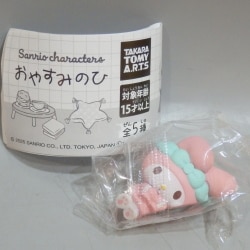 Sanrio characters
おやすみのひ
TAKARA TOMY
A.R.T.S
対象年齢
15才以上
全5種
© 2025 SANRIO CO., LTD. TOKYO, JAPAN